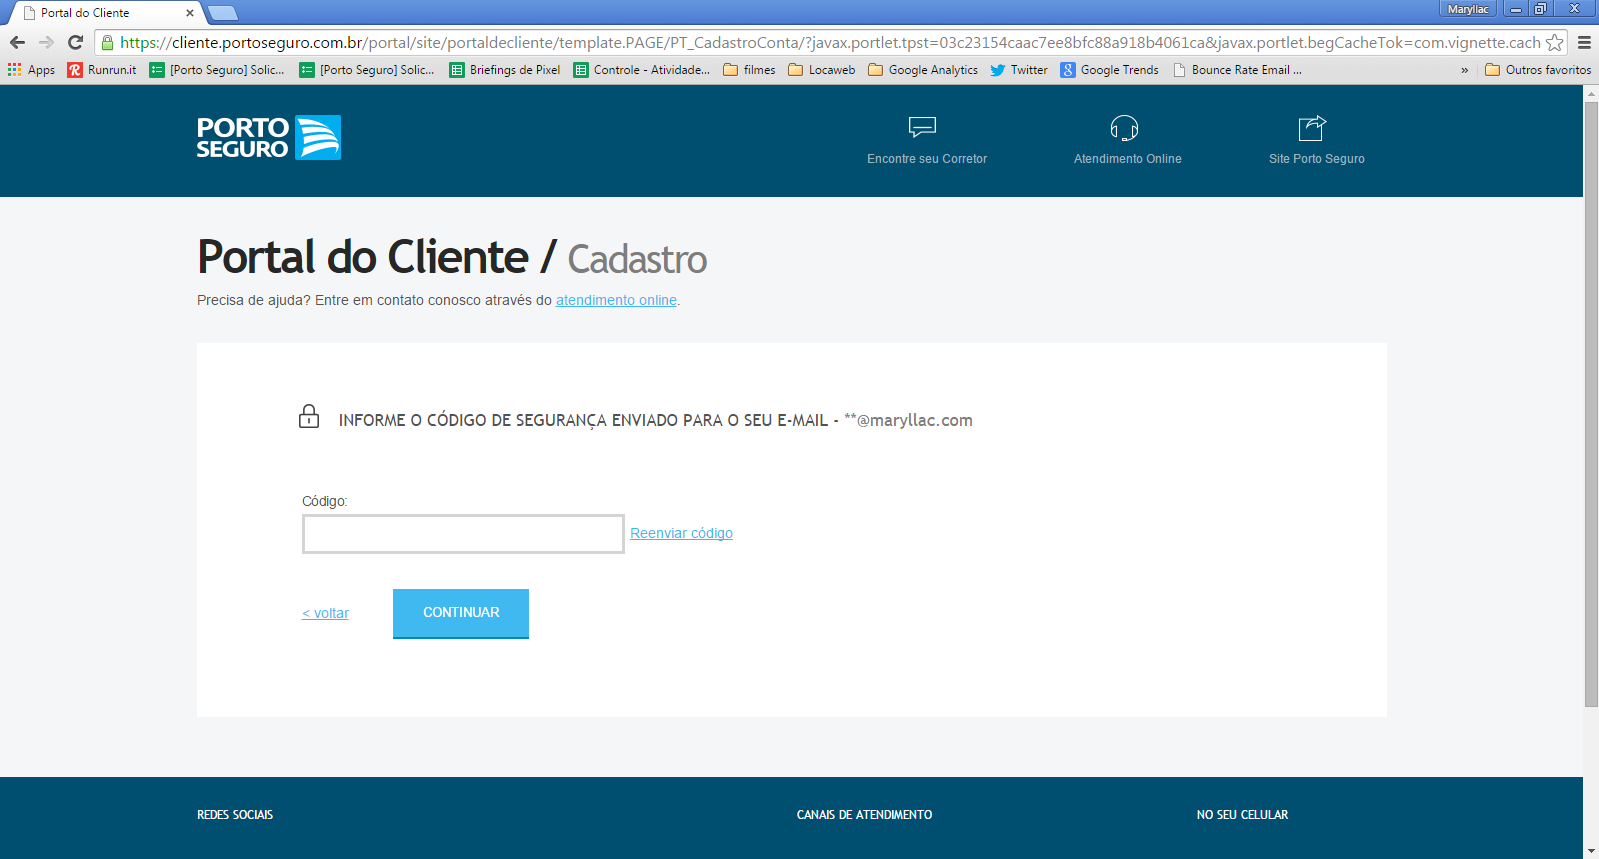 Portal do Cliente
Maryllac
https://cliente.portoseguro.com.br/portal/site/portaldecliente/template.PAGE/PT_CadastroConta/?javax.portlet.tpst=03c23154caac7ee8bfc88a918b4061ca&javax.portlet.begCacheTok=com.vignette.cach
Apps Runrun.it [Porto Seguro] Solic... [Porto Seguro] Solic... Briefings de Pixel Controle - Atividade... filmes Locaweb Google Analytics Twitter Google Trends Bounce Rate Email ... » Outros favoritos
PORTO
SEGURO
Encontre seu Corretor Atendimento Online Site Porto Seguro
Portal do Cliente / Cadastro
Precisa de ajuda? Entre em contato conosco através do atendimento online.
INFORME O CÓDIGO DE SEGURANÇA ENVIADO PARA O SEU E-MAIL - **@maryllac.com
Código:
Reenviar código
< voltar CONTINUAR
REDES SOCIAIS CANAIS DE ATENDIMENTO NO SEU CELULAR